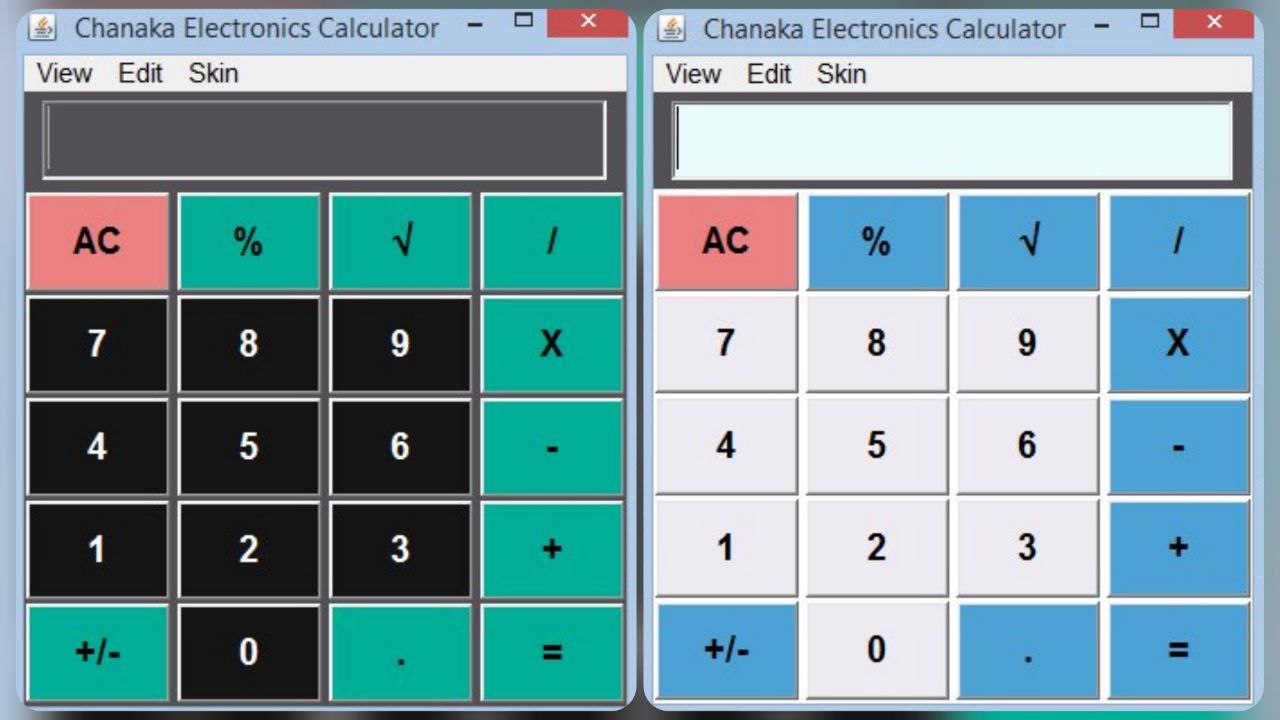 Chanaka Electronics Calculator
View Edit Skin
AC % √ /
7 8 9 X
4 5 6 -
1 2 3 +
+/- 0 . =
Chanaka Electronics Calculator
View Edit Skin
AC % √ /
7 8 9 X
4 5 6 -
1 2 3 +
+/- 0 . =